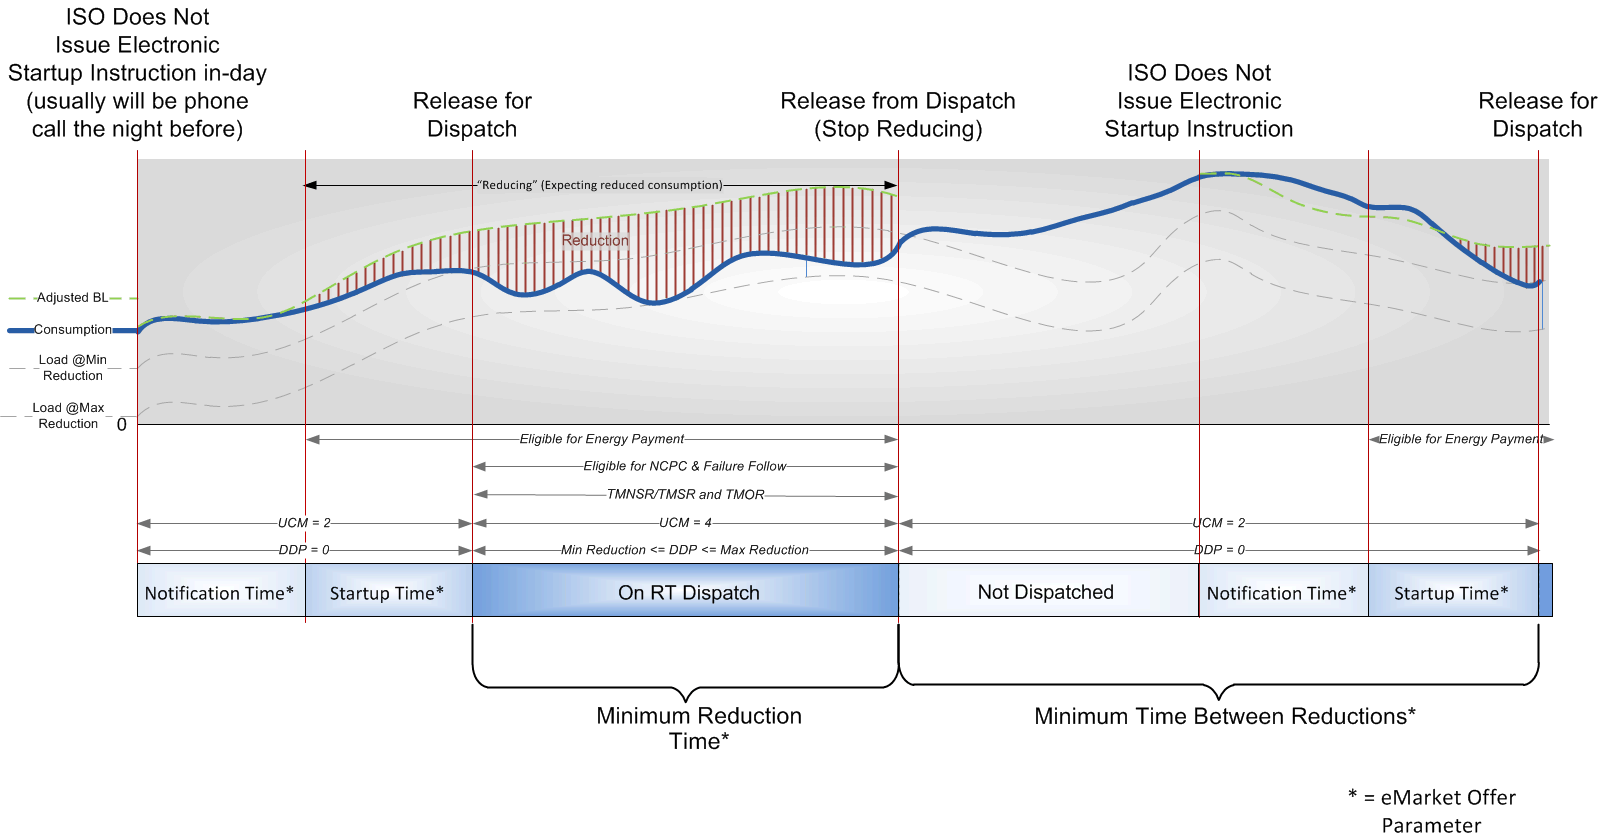 ISO Does Not
Issue Electronic
Startup Instruction in-day
(usually will be phone
call the night before)
Release for
Dispatch
Release from Dispatch
(Stop Reducing)
ISO Does Not
Issue Electronic
Startup Instruction
Release for
Dispatch
“Reducing” (Expecting reduced consumption)
Reduction
Adjusted BL
Consumption
Load @Min
Reduction
Load @Max
Reduction
0
Eligible for Energy Payment
Eligible for Energy Payment
Eligible for NCPC & Failure Follow
TMNSR/TMSR and TMOR
UCM = 2
UCM = 4
UCM = 2
DDP = 0
Min Reduction <= DDP <= Max Reduction
DDP = 0
Notification Time*
Startup Time*
On RT Dispatch
Not Dispatched
Notification Time*
Startup Time*
Minimum Reduction
Time*
Minimum Time Between Reductions*
* = eMarket Offer
Parameter